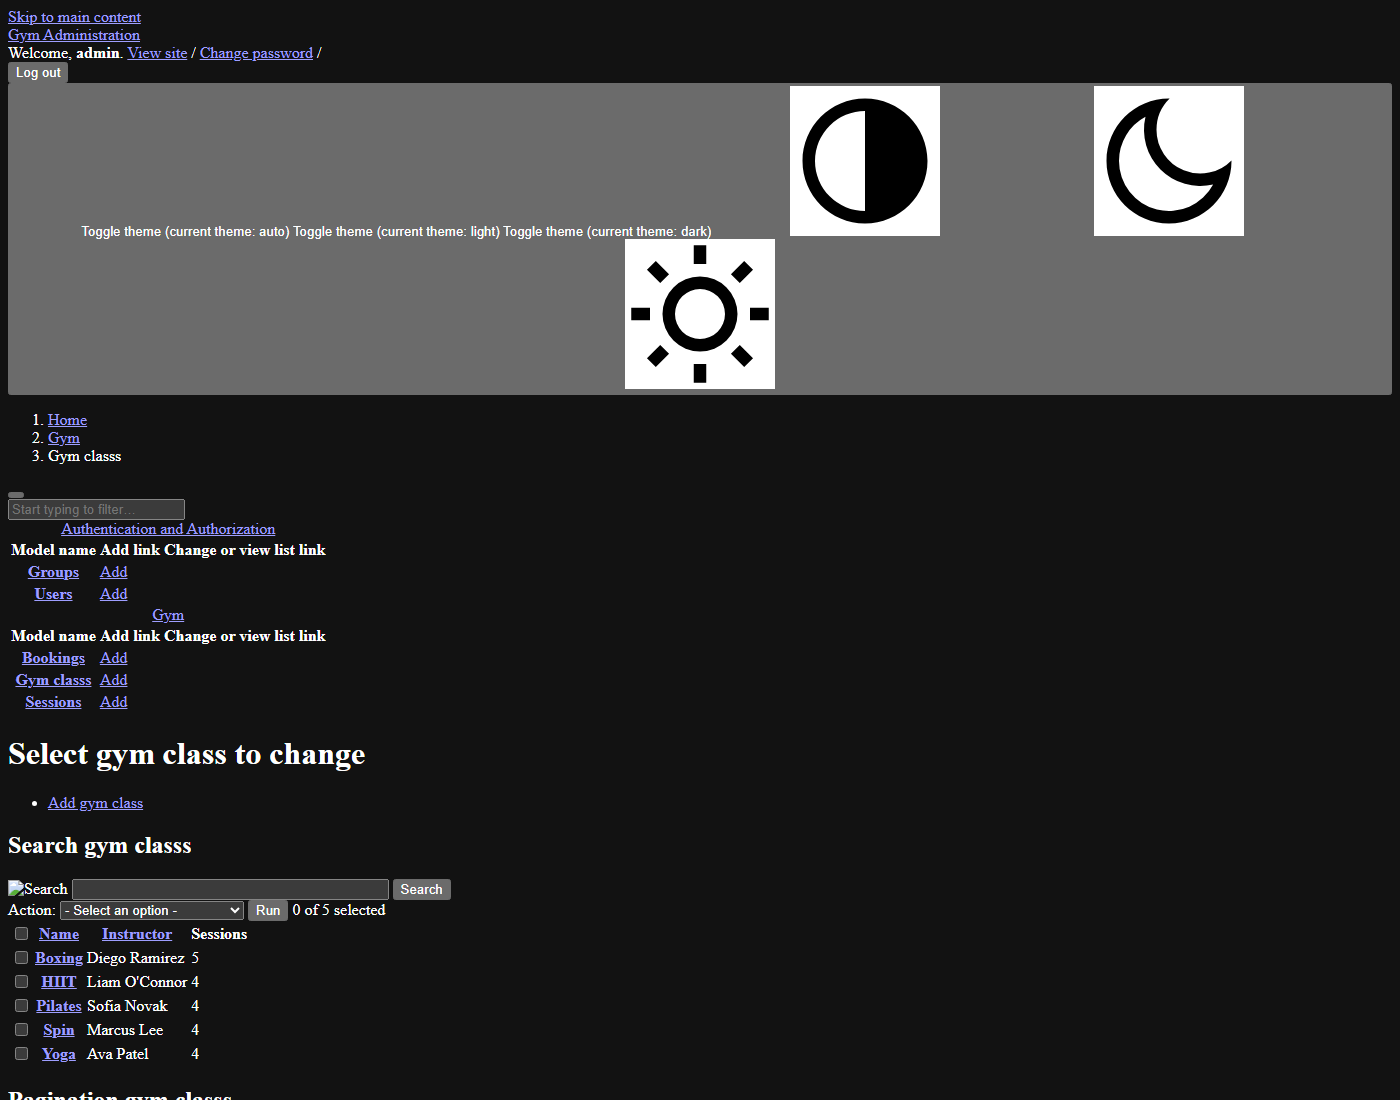 Skip to main content
Gym Administration
Welcome, admin. View site / Change password /
Log out
Toggle theme (current theme: auto) Toggle theme (current theme: light) Toggle theme (current theme: dark)
1. Home
2. Gym
3. Gym classs
Start typing to filter...
Authentication and Authorization
Model name Add link Change or view list link
Groups Add
Users Add
Gym
Model name Add link Change or view list link
Bookings Add
Gym classs Add
Sessions Add
Select gym class to change
• Add gym class
Search gym classs
Search Search
Action: - Select an option - Run 0 of 5 selected
Name Instructor Sessions
Boxing Diego Ramirez 5
HIIT Liam O'Connor 4
Pilates Sofia Novak 4
Spin Marcus Lee 4
Yoga Ava Patel 4
Pagination gym classs